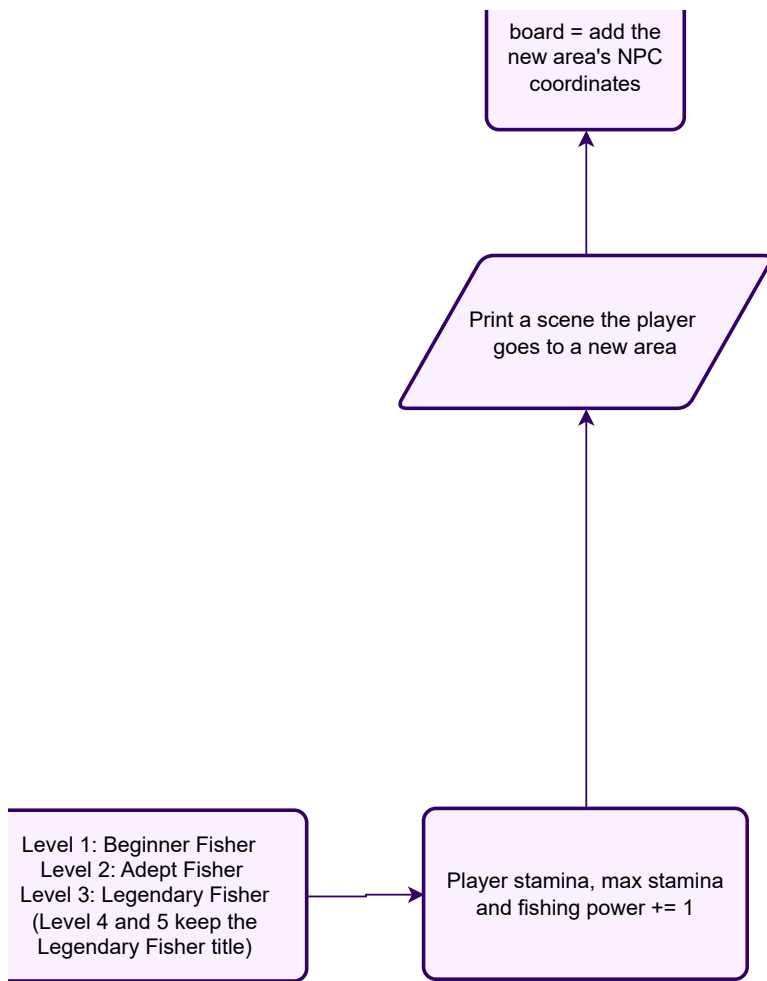 board = add the
new area's NPC
coordinates
Print a scene the player
goes to a new area
Level 1: Beginner Fisher
Level 2: Adept Fisher
Level 3: Legendary Fisher
(Level 4 and 5 keep the
Legendary Fisher title)
Player stamina, max stamina
and fishing power += 1